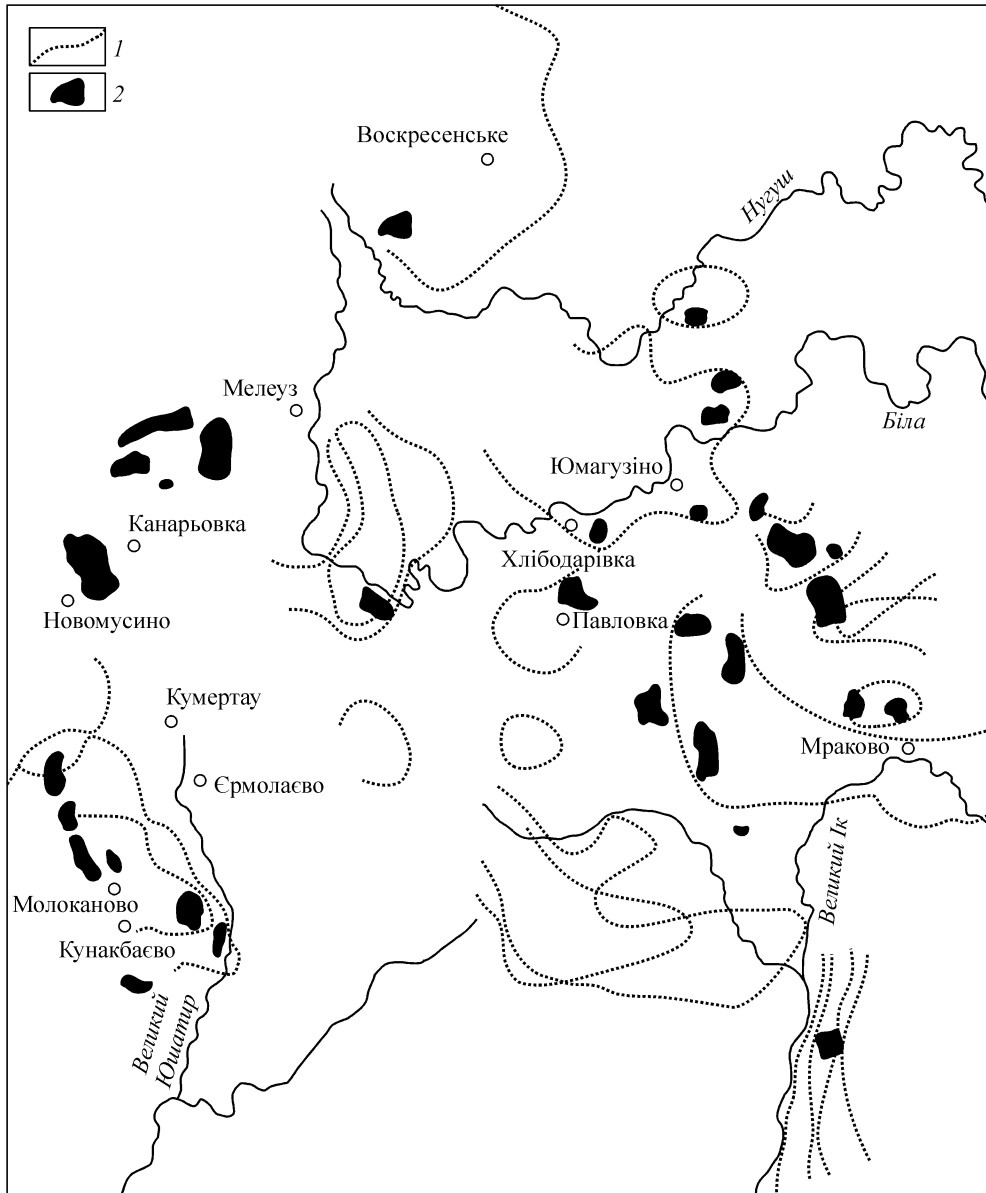 1
2
Воскресенське
Нугуш
Мелеуз
Біла
Юмагузіно
Канарьовка
Хлібодарівка
Новомусино
Павловка
Кумертау
Мраково
Єрмолаєво
Великий Ік
Молоканово
Кунакбаєво
Великий
Юшатир